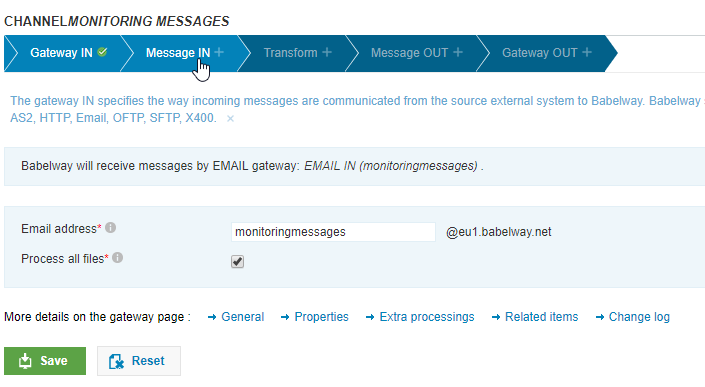 CHANNELMONITORING MESSAGES
Gateway IN Message IN + Transform + Message OUT + Gateway OUT +
The gateway IN specifies the way incoming messages are communicated from the source external system to Babelway. Babelway
AS2, HTTP, Email, OFTP, SFTP, X400. ×
Babelway will receive messages by EMAIL gateway: EMAIL IN (monitoringmessages) .
Email address* i monitoringmessages @eu1.babelway.net
Process all files* i
More details on the gateway page : → General → Properties → Extra processings → Related items → Change log
Save Reset